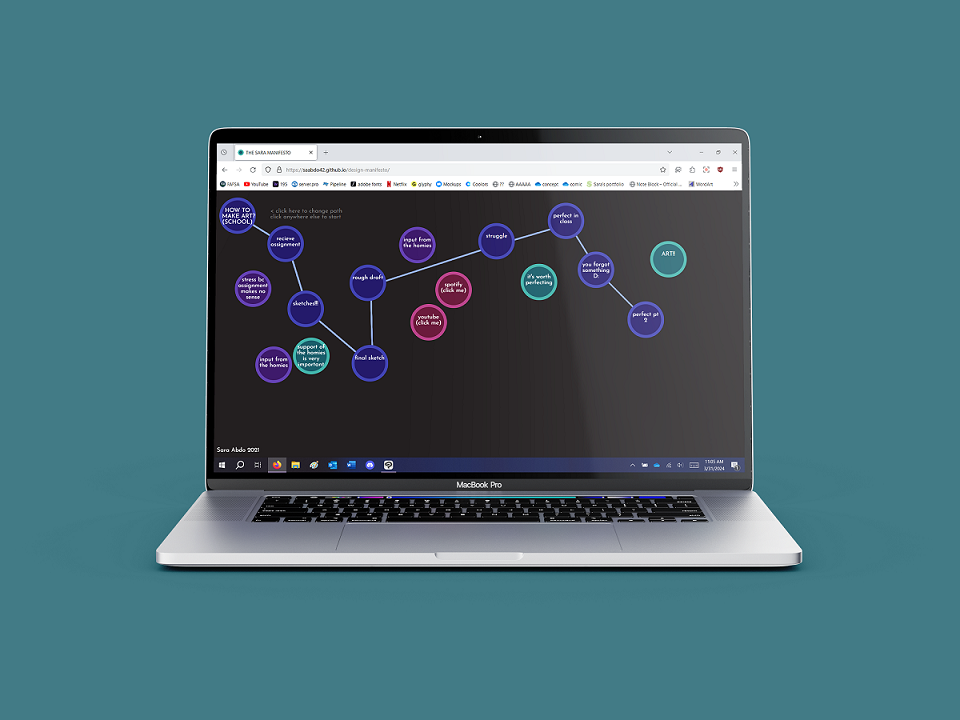 THE SARA MANIFESTO
https://ssabdo42.github.io/design-manifesto/
FAFSA YouTube 195 server.pro Pipeline adobe fonts Netflix glyphy Mockups Coolors ?? AAAAA concept comic Sara's portfolio Note Block – Official ... WordArt
HOW TO
MAKE ART?
(SCHOOL)
< click here to change path
click anywhere else to start
recieve
assignment
stress bc
assignment
makes no
sense
sketched!!
input from
the homies
support of
the homies
is very
important
final sketch
rough draft
input from
the homies
spotify
(click me)
youtube
(click me)
struggle
it's worth
perfecting
perfect in
class
you forgot
something
D:
perfect pt
2
ART!!
Sara Abdo 2021
11:05 AM
3/31/2024
MacBook Pro